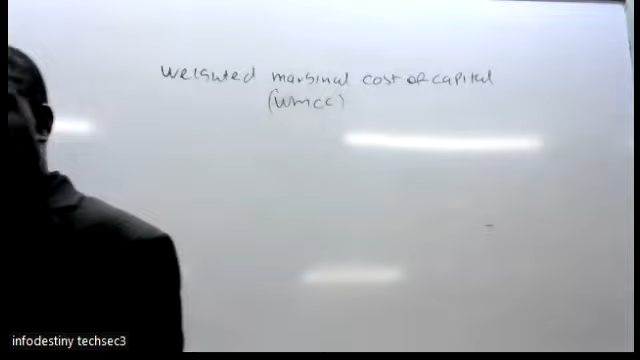 weighted marginal cost of capital
(WMCC)
infodestiny techsec3